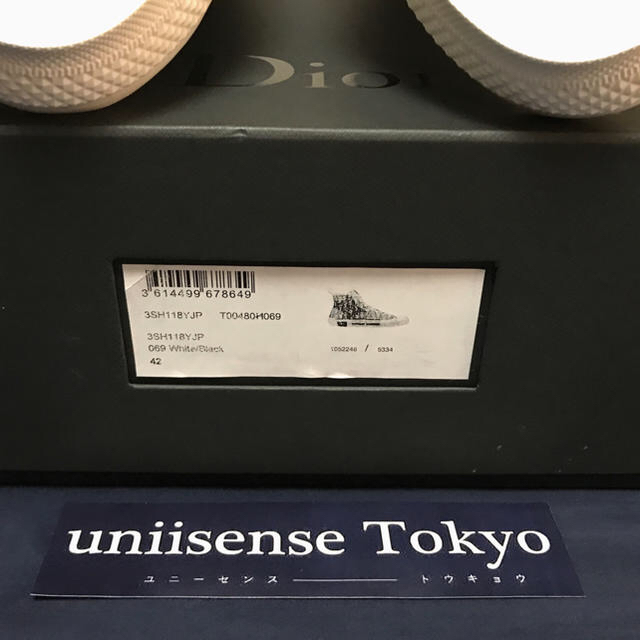 Dior
3 614499 678649
3SH118YJP T00480H069
3SH118YJP
069 White/Black
42
1052248 / 5334
uniisense Tokyo
ユニーセンス トウキョウ